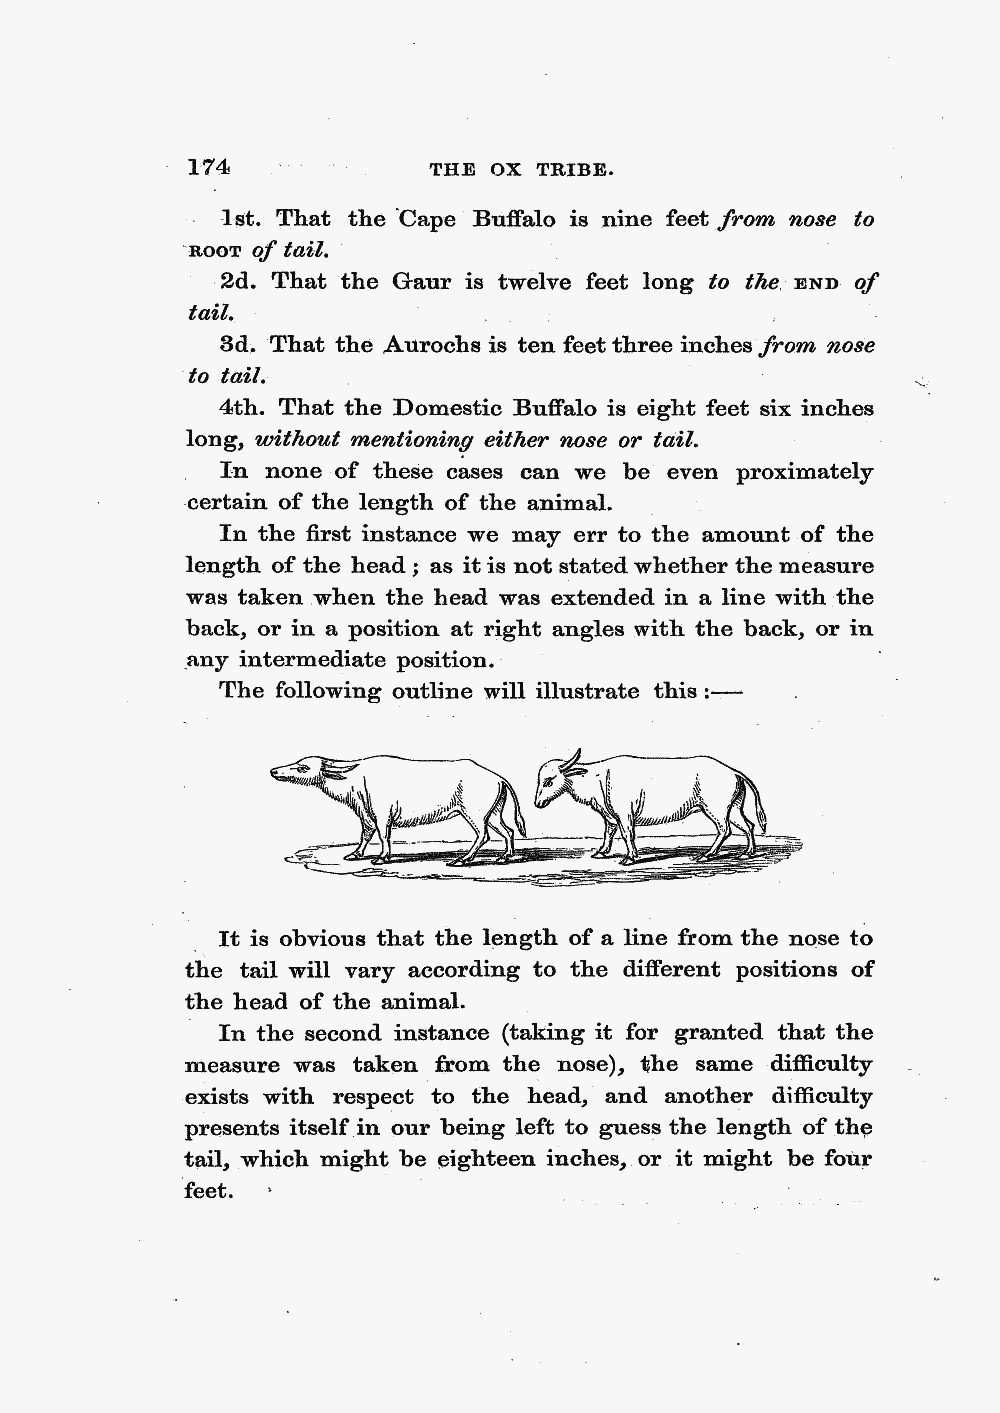 174 THE OX TRIBE.
1st. That the Cape Buffalo is nine feet from nose to
ROOT of tail.
2d. That the Gaur is twelve feet long to the END of
tail.
3d. That the Aurochs is ten feet three inches from nose
to tail.
4th. That the Domestic Buffalo is eight feet six inches
long, without mentioning either nose or tail.
In none of these cases can we be even proximately
certain of the length of the animal.
In the first instance we may err to the amount of the
length of the head ; as it is not stated whether the measure
was taken when the head was extended in a line with the
back, or in a position at right angles with the back, or in
any intermediate position.
The following outline will illustrate this :—
It is obvious that the length of a line from the nose to
the tail will vary according to the different positions of
the head of the animal.
In the second instance (taking it for granted that the
measure was taken from the nose), the same difficulty
exists with respect to the head, and another difficulty
presents itself in our being left to guess the length of the
tail, which might be eighteen inches, or it might be four
feet.